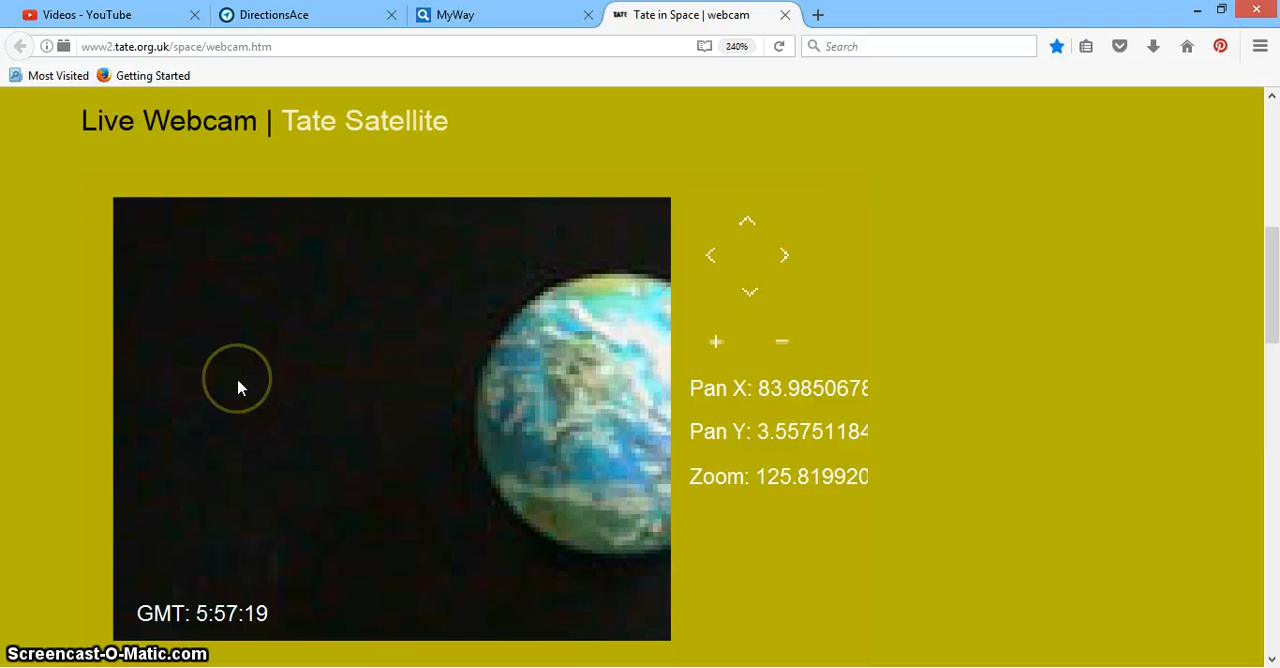 Videos - YouTube
DirectionsAce
MyWay
TATE Tate in Space | webcam
www2.tate.org.uk/space/webcam.htm
240%
Search
Most Visited
Getting Started
Live Webcam | Tate Satellite
Pan X: 83.9850678
Pan Y: 3.55751184
Zoom: 125.819920
GMT: 5:57:19
Screencast-O-Matic.com